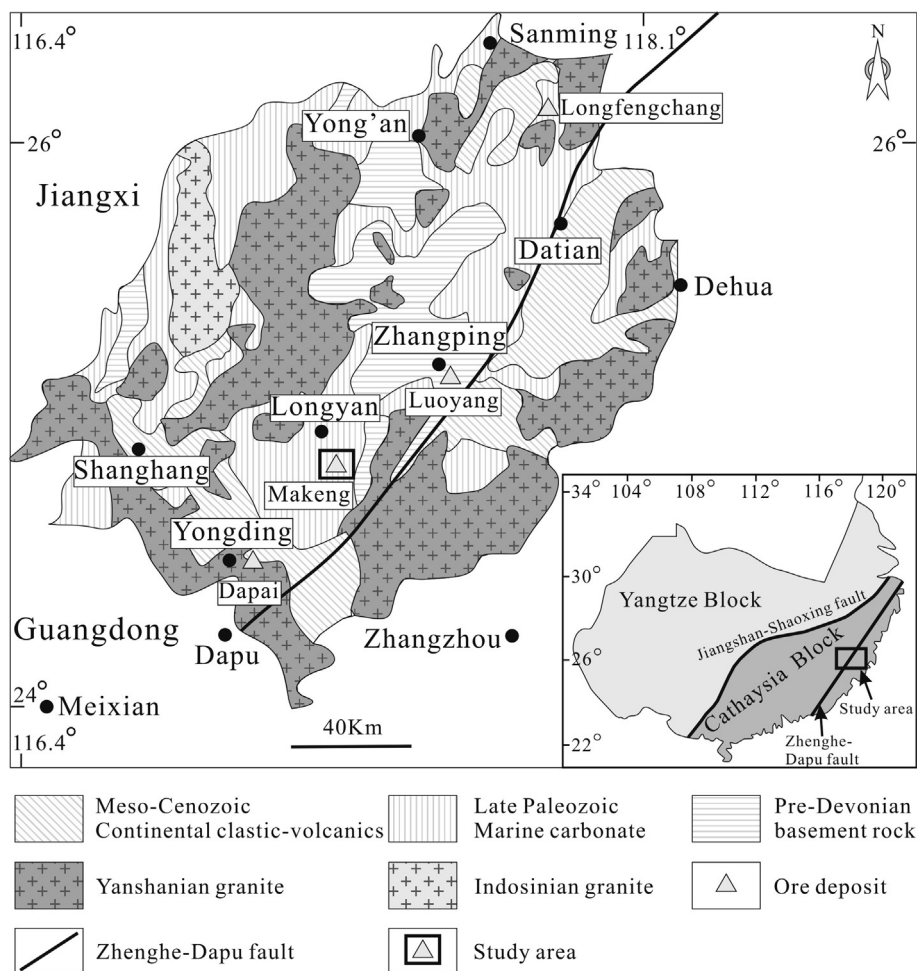 116.4°
Sanming
118.1°
N
Longfengchang
Yong'an
26°
26°
Jiangxi
Datian
Dehua
Zhangping
Luoyang
Longyan
Shanghang
Makeng
Yongding
Dapai
Guangdong
Dapu
Zhangzhou
24°
Meixian
116.4°
40Km
104°
108°
112°
116°
120°
34°
30°
26°
22°
Yangtze Block
Jiangshan-Shaoxing fault
Cathaysia Block
Study area
Zhenghe-
Dapu fault
Meso-Cenozoic
Continental clastic-volcanics
Late Paleozoic
Marine carbonate
Pre-Devonian
basement rock
Yanshanian granite
Indosinian granite
Ore deposit
Zhenghe-Dapu fault
Study area